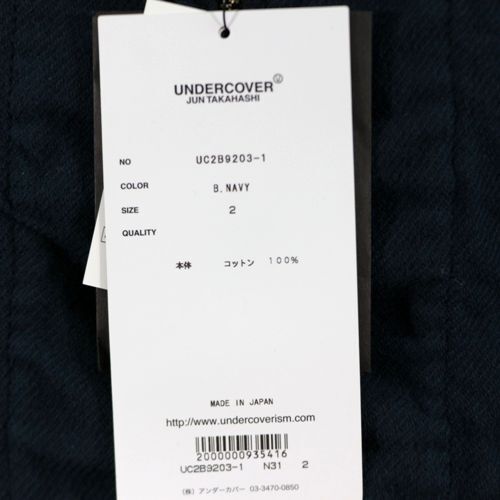 UNDERCOVER
JUN TAKAHASHI
NO UC2B9203-1
COLOR B.NAVY
SIZE 2
QUALITY
本体 コットン 100%
MADE IN JAPAN
http://www.undercoverism.com
2000000935416
UC2B9203-1 N31 2
(株) アンダーカバー 03-3470-0850